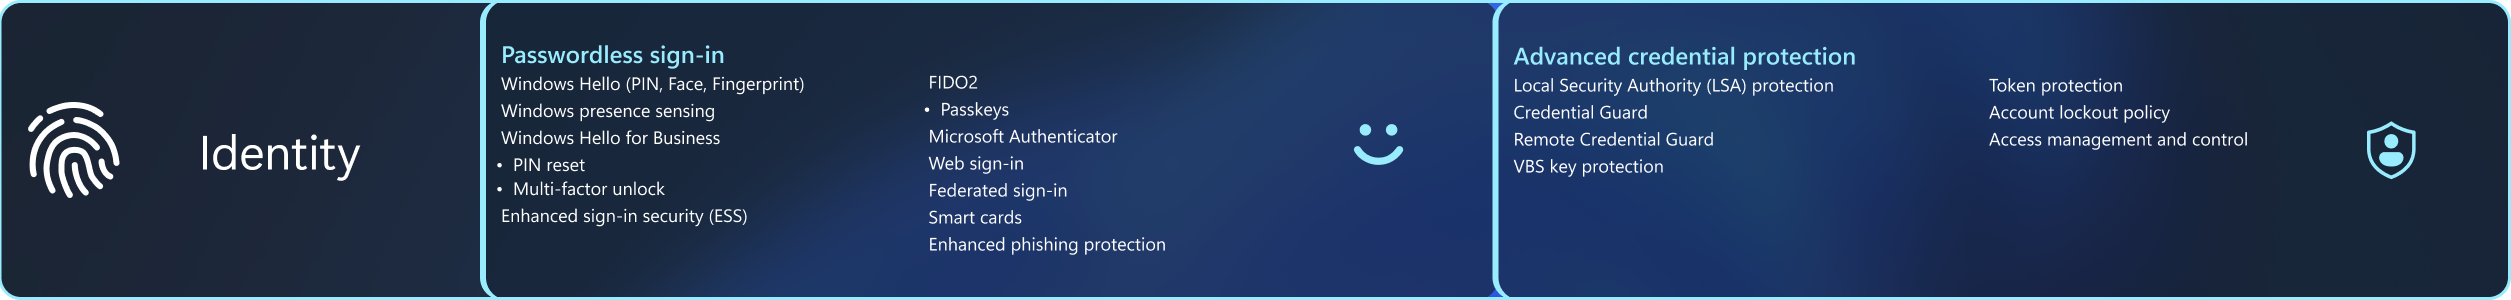 Identity
Passwordless sign-in
Windows Hello (PIN, Face, Fingerprint)
Windows presence sensing
Windows Hello for Business
• PIN reset
• Multi-factor unlock
Enhanced sign-in security (ESS)
FIDO2
• Passkeys
Microsoft Authenticator
Web sign-in
Federated sign-in
Smart cards
Enhanced phishing protection
Advanced credential protection
Local Security Authority (LSA) protection
Credential Guard
Remote Credential Guard
VBS key protection
Token protection
Account lockout policy
Access management and control